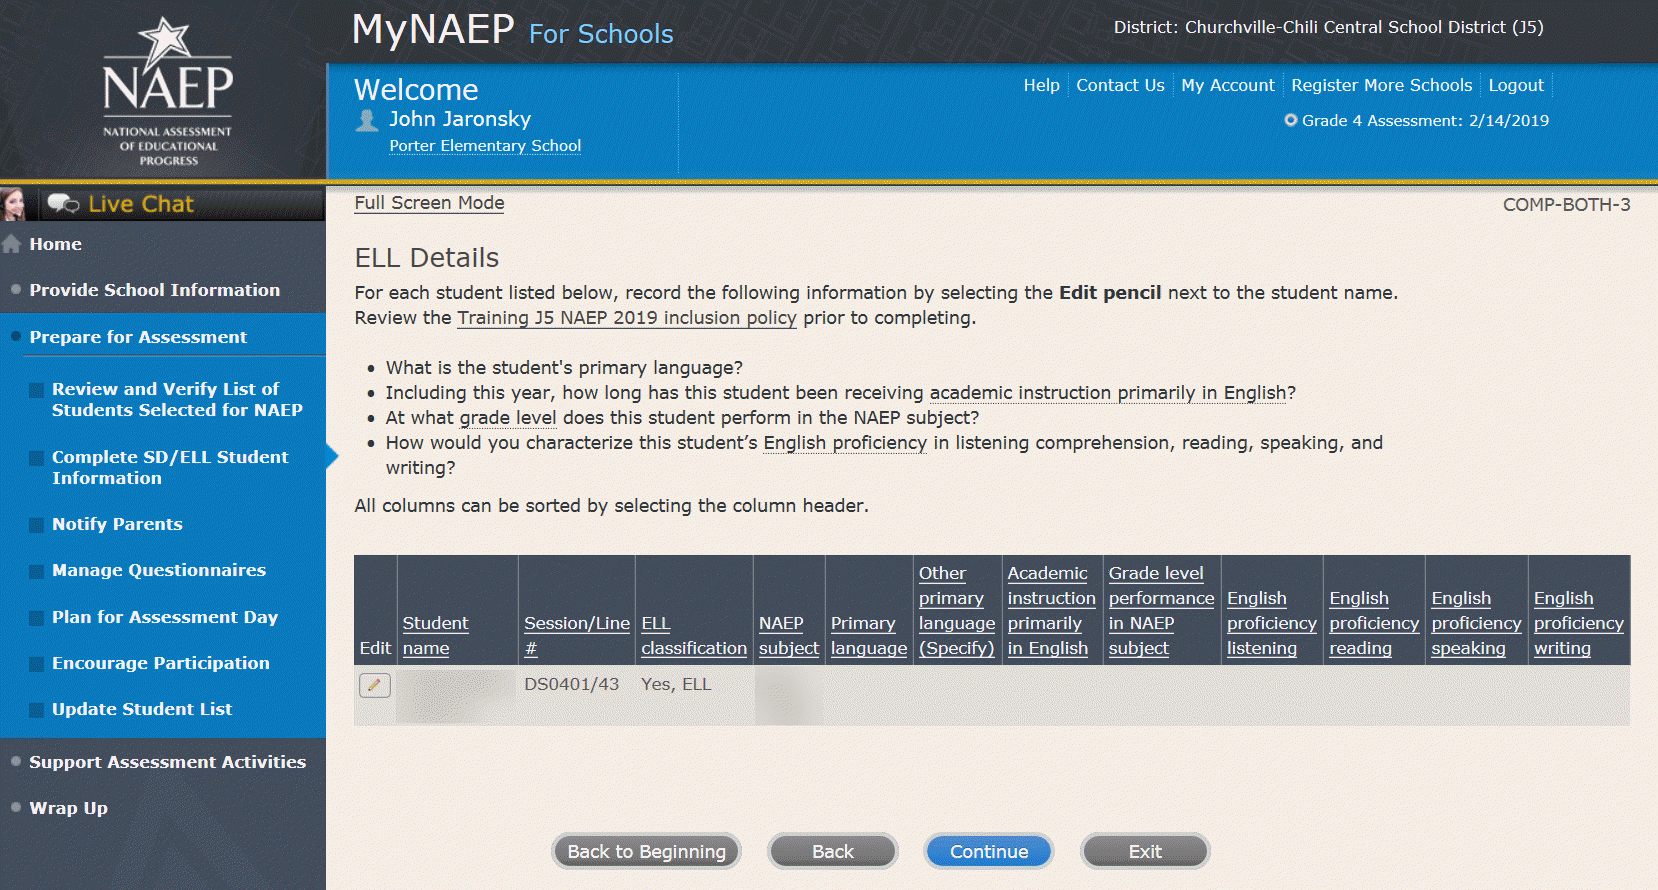 MyNAEP For Schools
District: Churchville-Chili Central School District (J5)
NAEP
NATIONAL ASSESSMENT
OF EDUCATIONAL
PROGRESS
Welcome
John Jaronsky
Porter Elementary School
Help Contact Us My Account Register More Schools Logout
Grade 4 Assessment: 2/14/2019
Live Chat
Home
Provide School Information
Prepare for Assessment
Review and Verify List of
Students Selected for NAEP
Complete SD/ELL Student
Information
Notify Parents
Manage Questionnaires
Plan for Assessment Day
Encourage Participation
Update Student List
Support Assessment Activities
Wrap Up
Full Screen Mode
COMP-BOTH-3
ELL Details
For each student listed below, record the following information by selecting the Edit pencil next to the student name.
Review the Training J5 NAEP 2019 inclusion policy prior to completing.
• What is the student's primary language?
• Including this year, how long has this student been receiving academic instruction primarily in English?
• At what grade level does this student perform in the NAEP subject?
• How would you characterize this student’s English proficiency in listening comprehension, reading, speaking, and
writing?
All columns can be sorted by selecting the column header.
Edit
Student
name
Session/Line
#
ELL
classification
NAEP
subject
Primary
language
Other
primary
language
(Specify)
Academic
instruction
primarily
in English
Grade level
performance
in NAEP
subject
English
proficiency
listening
English
proficiency
reading
English
proficiency
speaking
English
proficiency
writing
DS0401/43 Yes, ELL
Back to Beginning Back Continue Exit